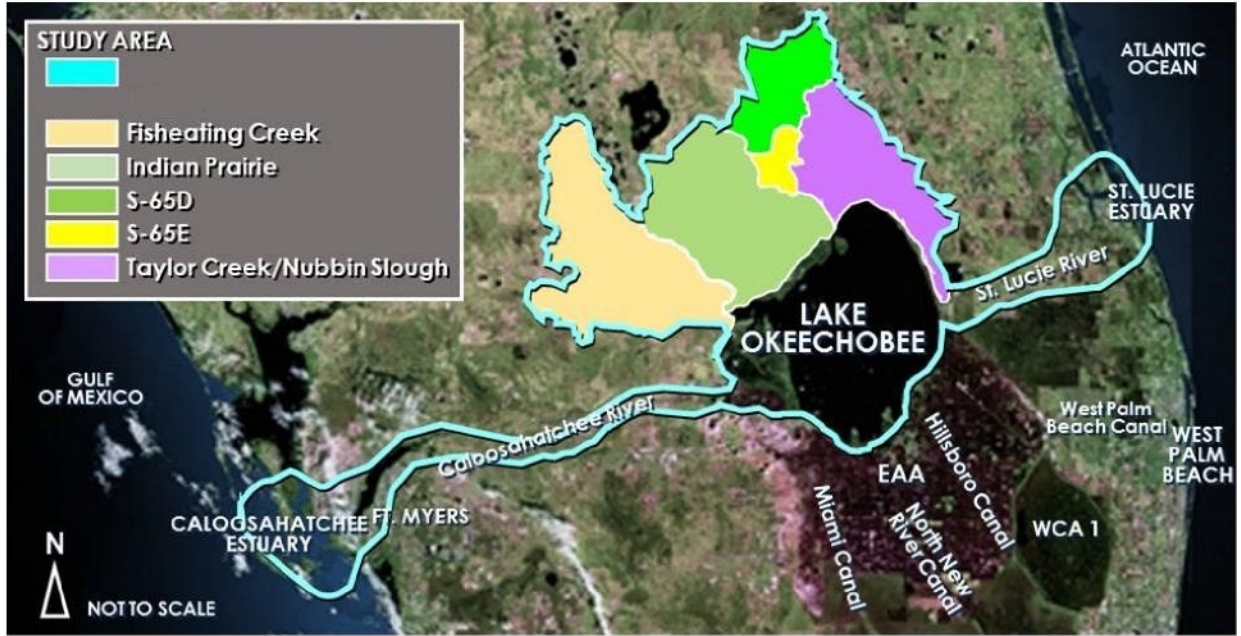 STUDY AREA
Fisheating Creek
Indian Prairie
S-65D
S-65E
Taylor Creek/Nubbin Slough
ATLANTIC
OCEAN
ST. LUCIE
ESTUARY
St. Lucie River
LAKE
OKEECHOBEE
GULF
OF MEXICO
Caloosahatchee River
West Palm
Beach Canal
WEST
PALM
BEACH
Hillsboro Canal
EAA
CALOOSAHATCHEE
ESTUARY
FT. MYERS
Miami Canal
North New
River Canal
WCA 1
N
NOT TO SCALE